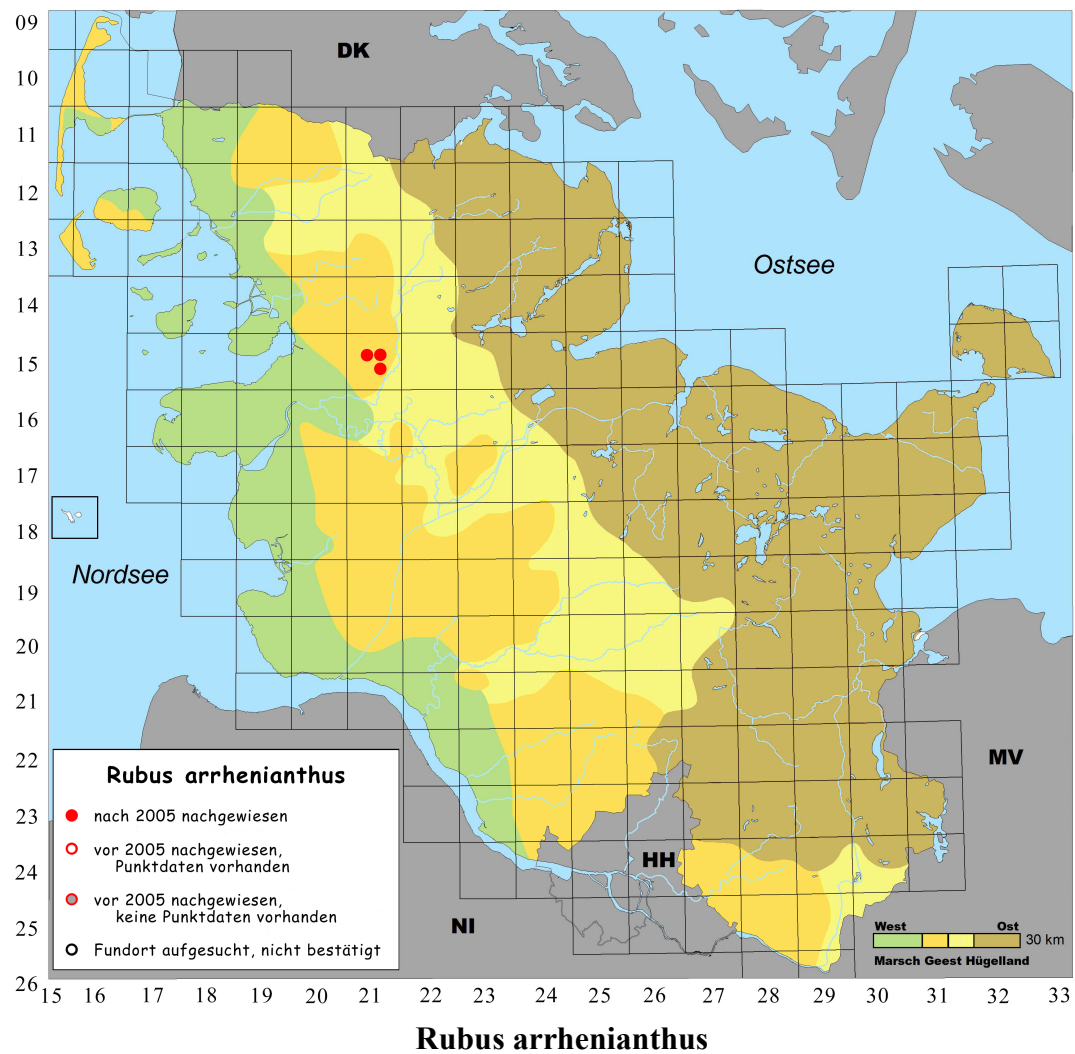 09
10
11
12
13
14
15
16
17
18
19
20
21
22
23
24
25
26
DK
Ostsee
Nordsee
MV
HH
NI
Rubus arrhenianthus
nach 2005 nachgewiesen
vor 2005 nachgewiesen,
Punktdaten vorhanden
vor 2005 nachgewiesen,
keine Punktdaten vorhanden
Fundort aufgesucht, nicht bestätigt
West Ost
30 km
Marsch Geest Hügelland
15 16 17 18 19 20 21 22 23 24 25 26 27 28 29 30 31 32 33
Rubus arrhenianthus